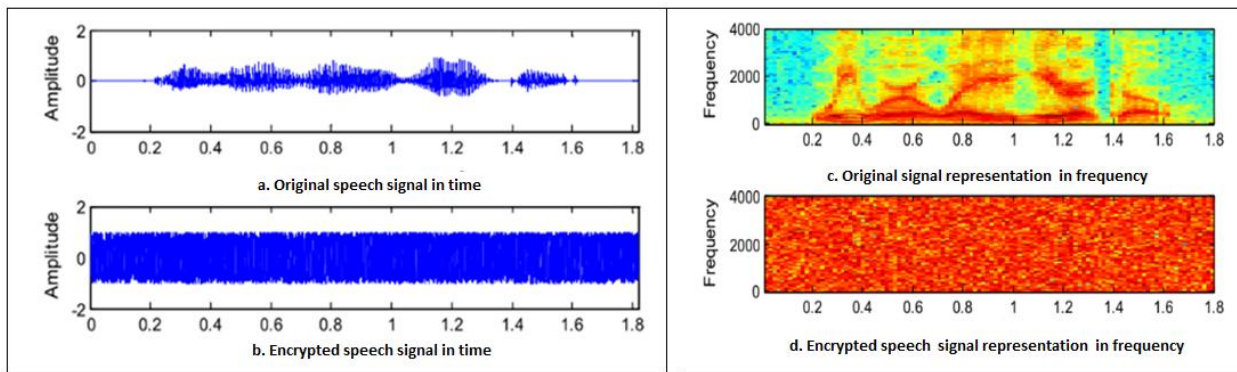 Amplitude
2
0
-2
0 0.2 0.4 0.6 0.8 1 1.2 1.4 1.6 1.8
a. Original speech signal in time
Amplitude
2
0
-2
0 0.2 0.4 0.6 0.8 1 1.2 1.4 1.6 1.8
b. Encrypted speech signal in time
Frequency
4000
2000
0
0.2 0.4 0.6 0.8 1 1.2 1.4 1.6 1.8
c. Original signal representation in frequency
Frequency
4000
2000
0
0.2 0.4 0.6 0.8 1 1.2 1.4 1.6 1.8
d. Encrypted speech signal representation in frequency